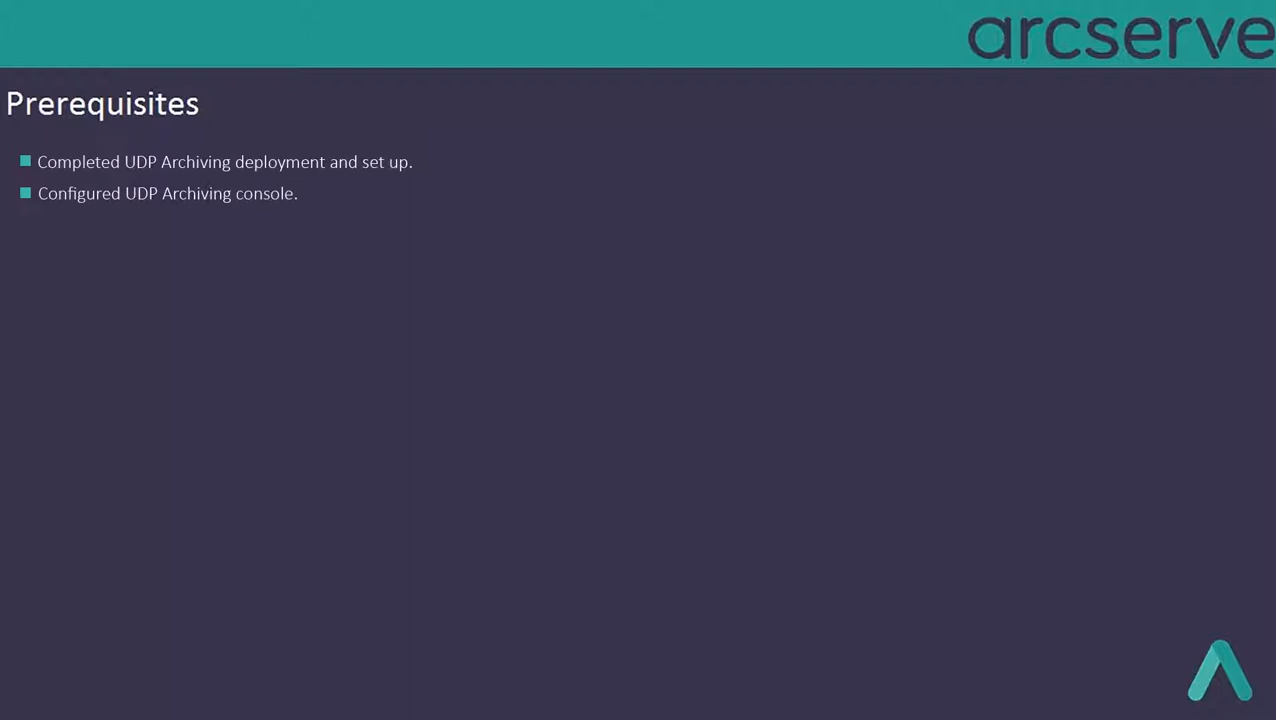 arcserve
Prerequisites
Completed UDP Archiving deployment and set up.
Configured UDP Archiving console.